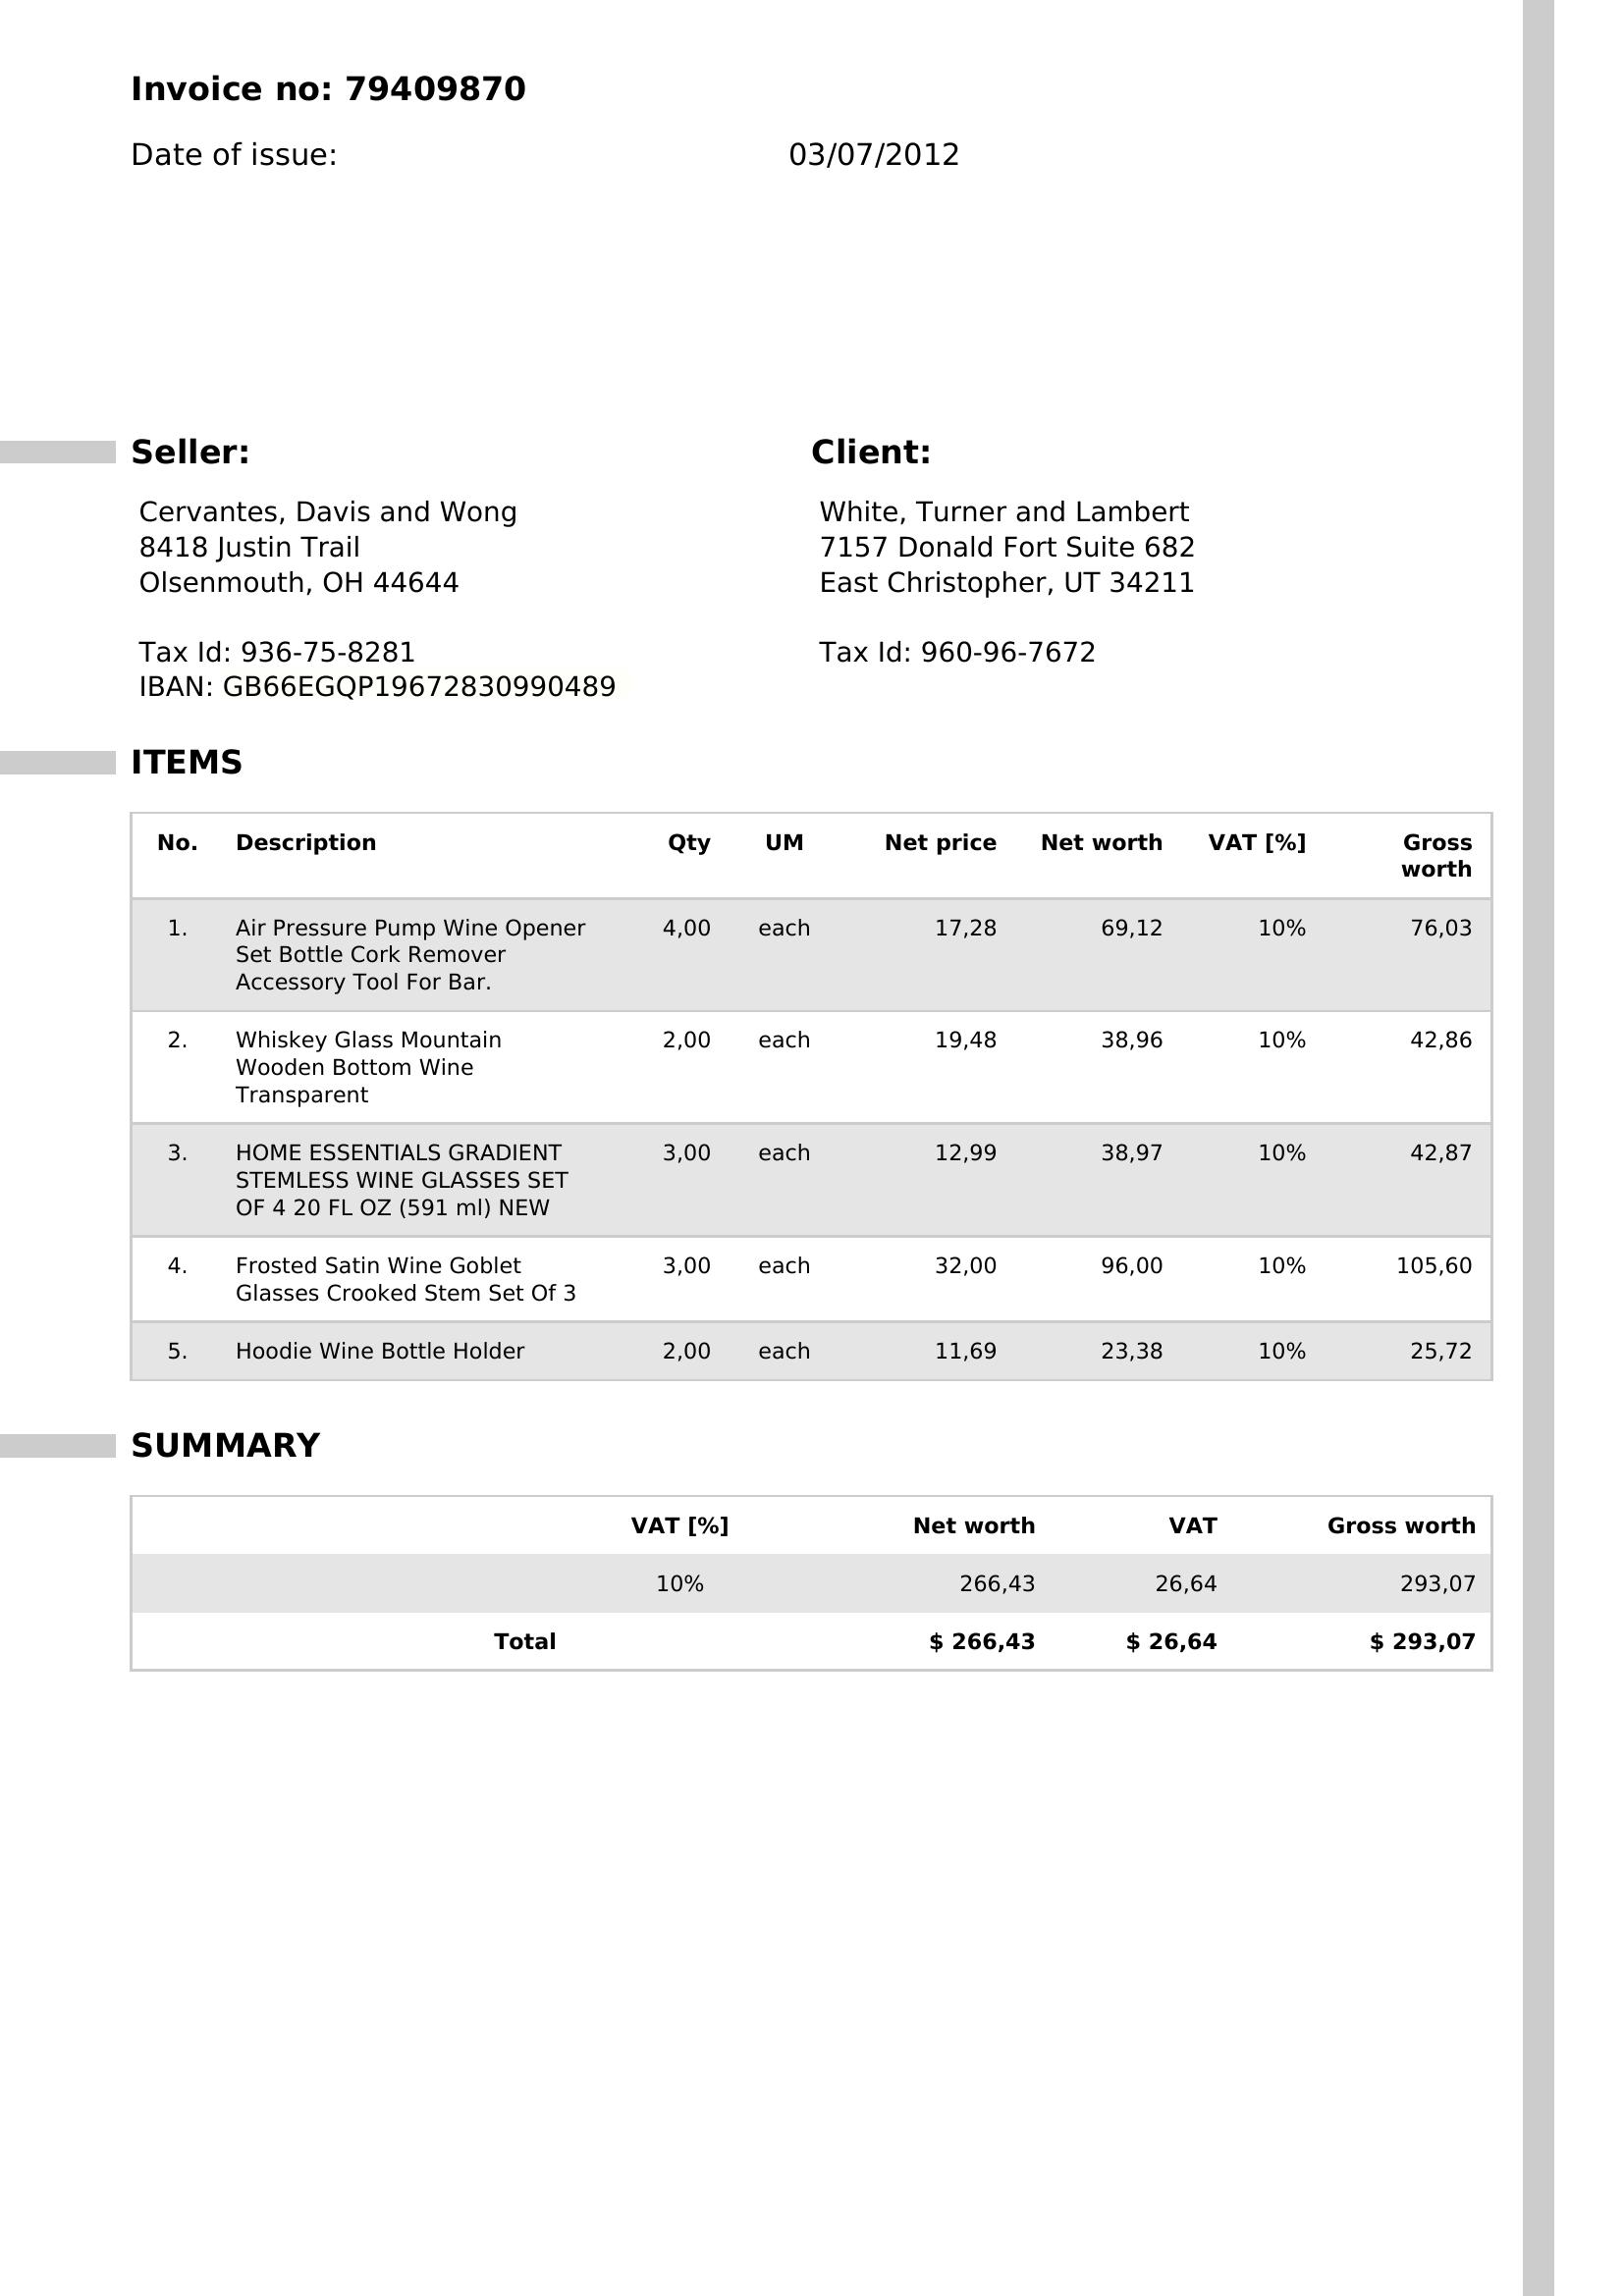 Invoice no: 79409870
Date of issue: 03/07/2012
Seller:
Cervantes, Davis and Wong
8418 Justin Trail
Olsenmouth, OH 44644
Tax Id: 936-75-8281
IBAN: GB66EGQP19672830990489
Client:
White, Turner and Lambert
7157 Donald Fort Suite 682
East Christopher, UT 34211
Tax Id: 960-96-7672
ITEMS
No. Description Qty UM Net price Net worth VAT [%] Gross
worth
1. Air Pressure Pump Wine Opener 4,00 each 17,28 69,12 10% 76,03
Set Bottle Cork Remover
Accessory Tool For Bar.
2. Whiskey Glass Mountain 2,00 each 19,48 38,96 10% 42,86
Wooden Bottom Wine
Transparent
3. HOME ESSENTIALS GRADIENT 3,00 each 12,99 38,97 10% 42,87
STEMLESS WINE GLASSES SET
OF 4 20 FL OZ (591 ml) NEW
4. Frosted Satin Wine Goblet 3,00 each 32,00 96,00 10% 105,60
Glasses Crooked Stem Set Of 3
5. Hoodie Wine Bottle Holder 2,00 each 11,69 23,38 10% 25,72
SUMMARY
VAT [%] Net worth VAT Gross worth
10% 266,43 26,64 293,07
Total $ 266,43 $ 26,64 $ 293,07